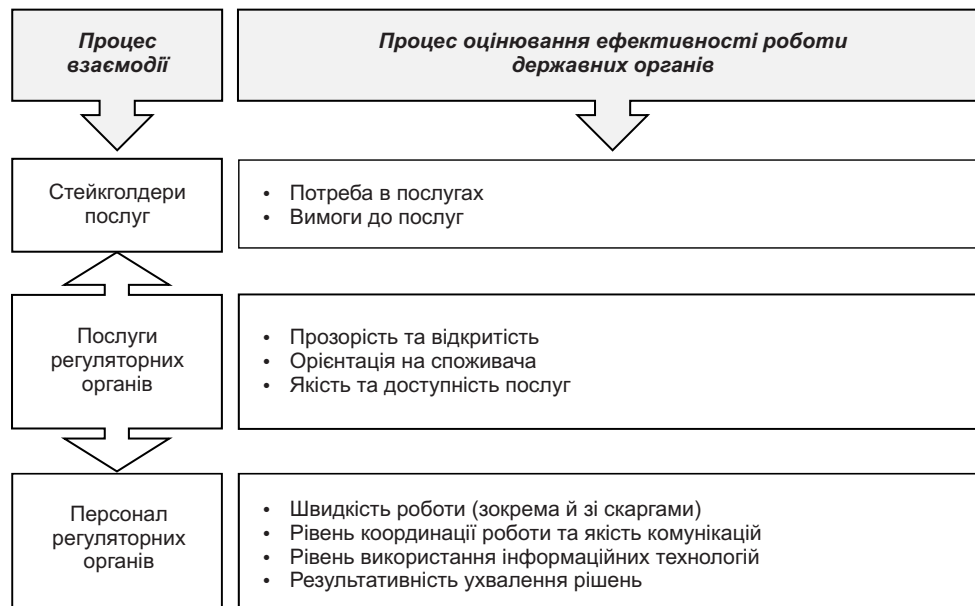 Процес
взаємодії
Процес оцінювання ефективності роботи
державних органів
Стейкголдери
послуг
• Потреба в послугах
• Вимоги до послуг
Послуги
регуляторних
органів
• Прозорість та відкритість
• Орієнтація на споживача
• Якість та доступність послуг
Персонал
регуляторних
органів
• Швидкість роботи (зокрема й зі скаргами)
• Рівень координації роботи та якість комунікацій
• Рівень використання інформаційних технологій
• Результативність ухвалення рішень